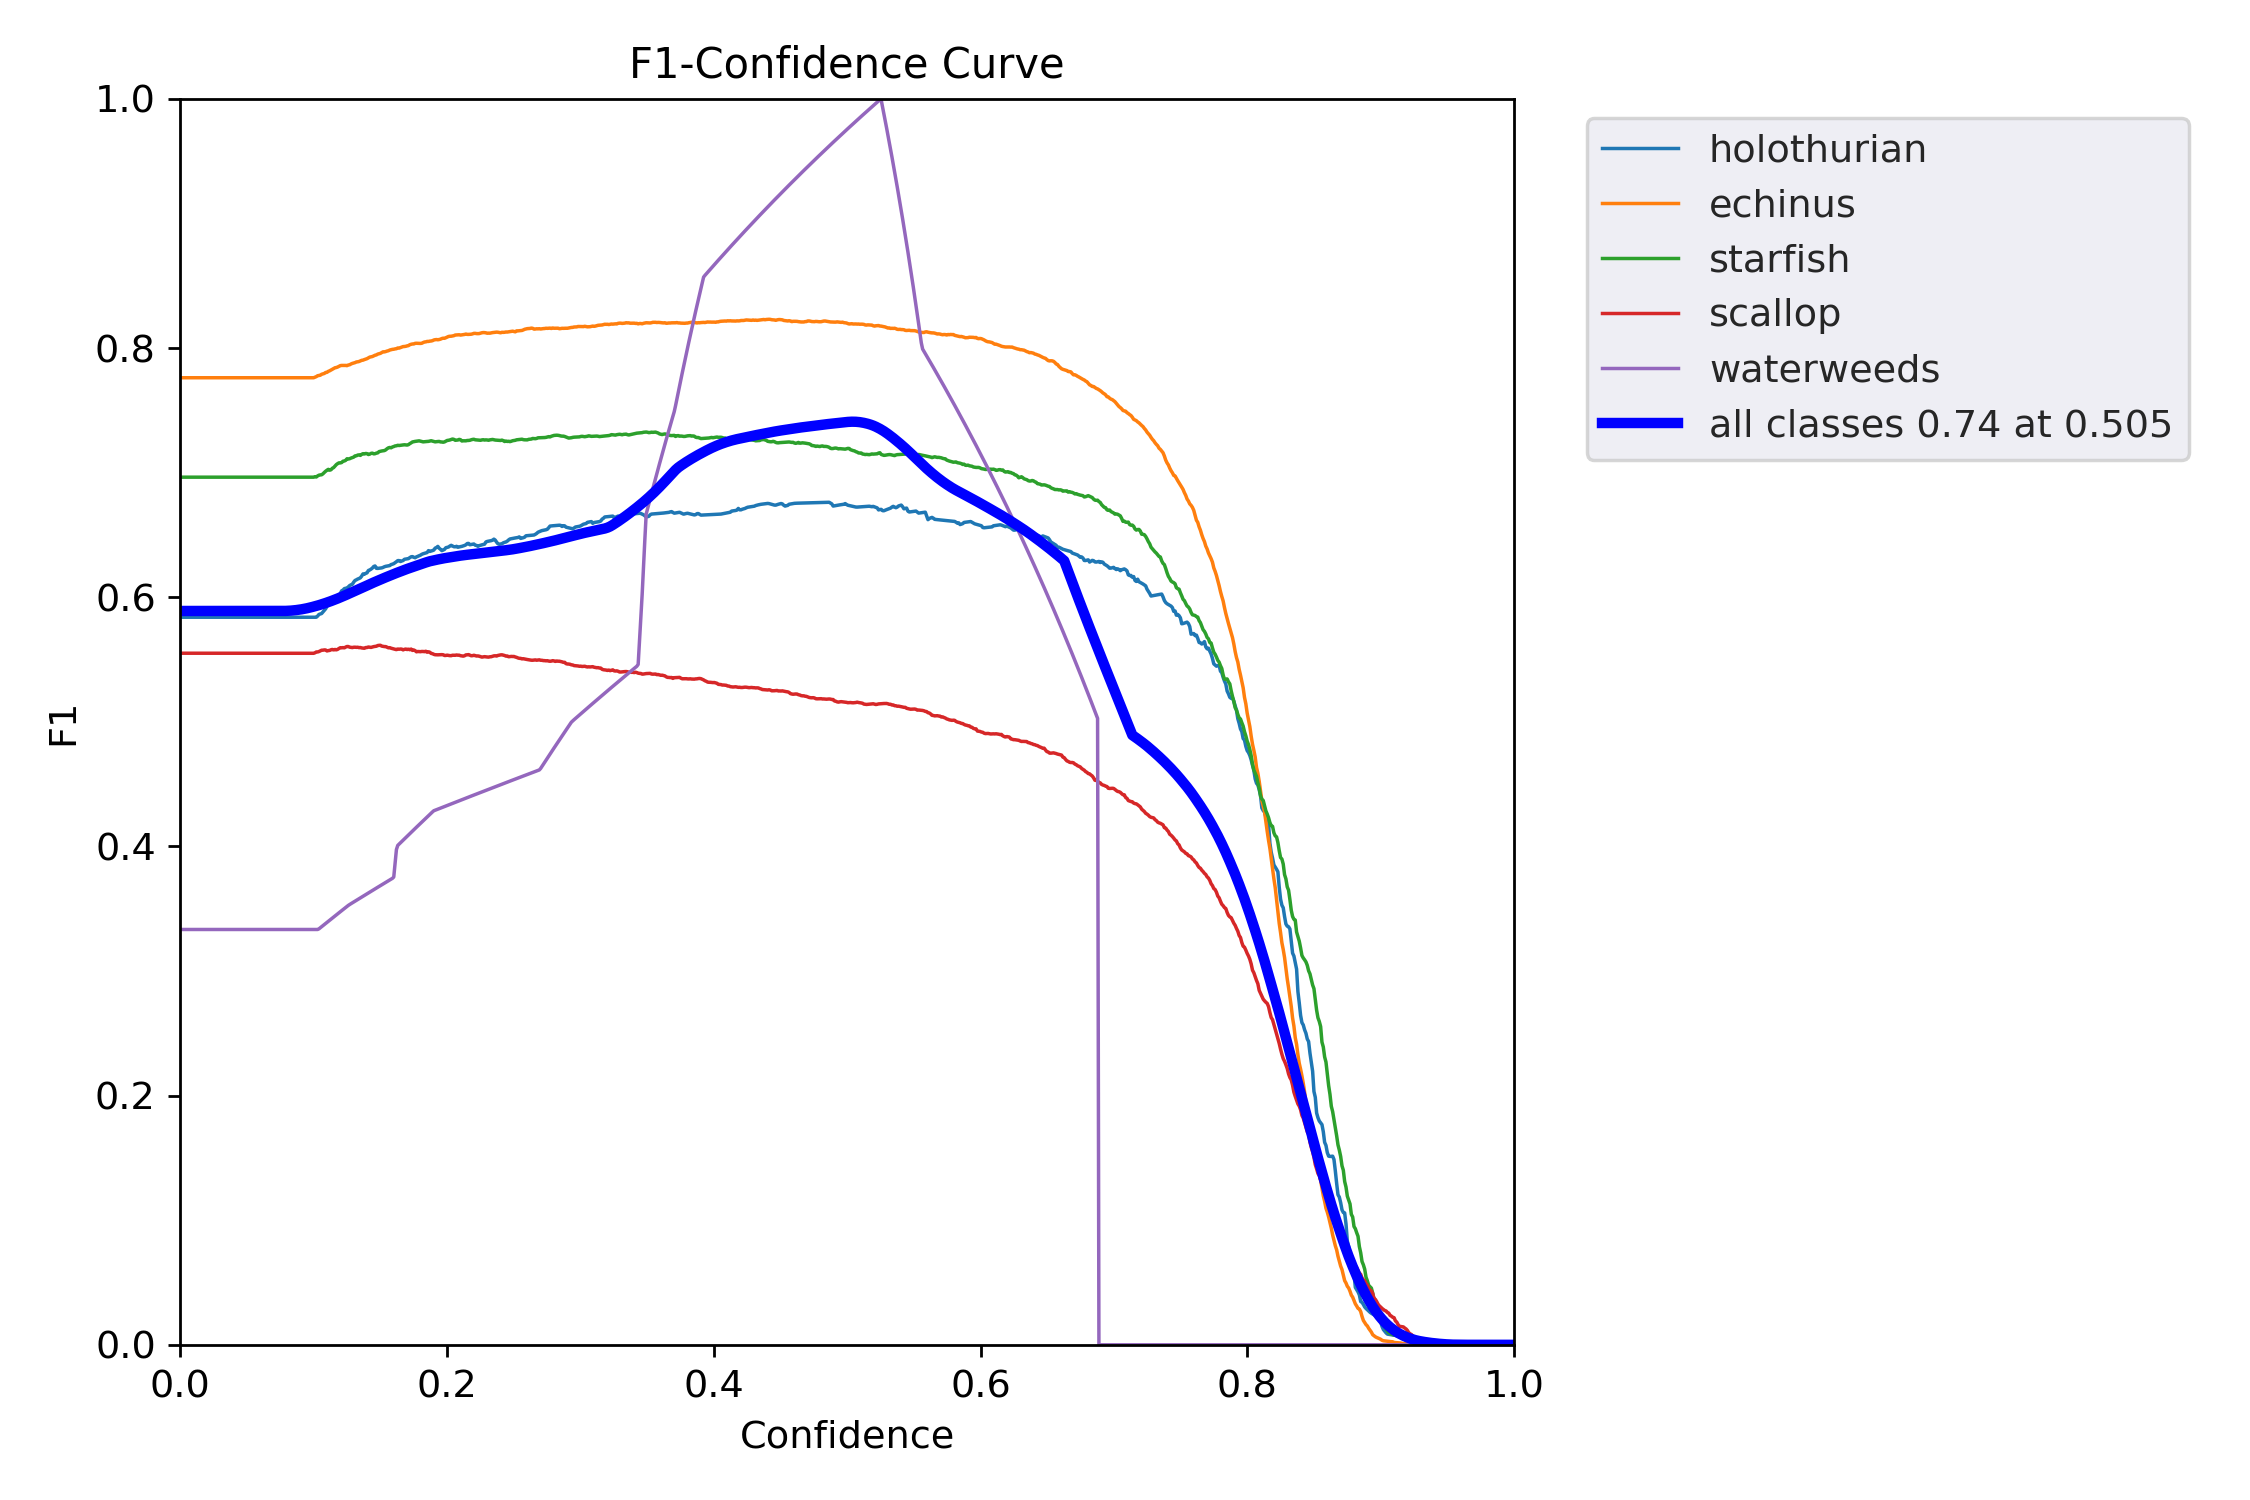 F1-Confidence Curve
1.0
0.8
0.6
0.4
0.2
0.0
F1
0.0 0.2 0.4 0.6 0.8 1.0
Confidence
holothurian
echinus
starfish
scallop
waterweeds
all classes 0.74 at 0.505